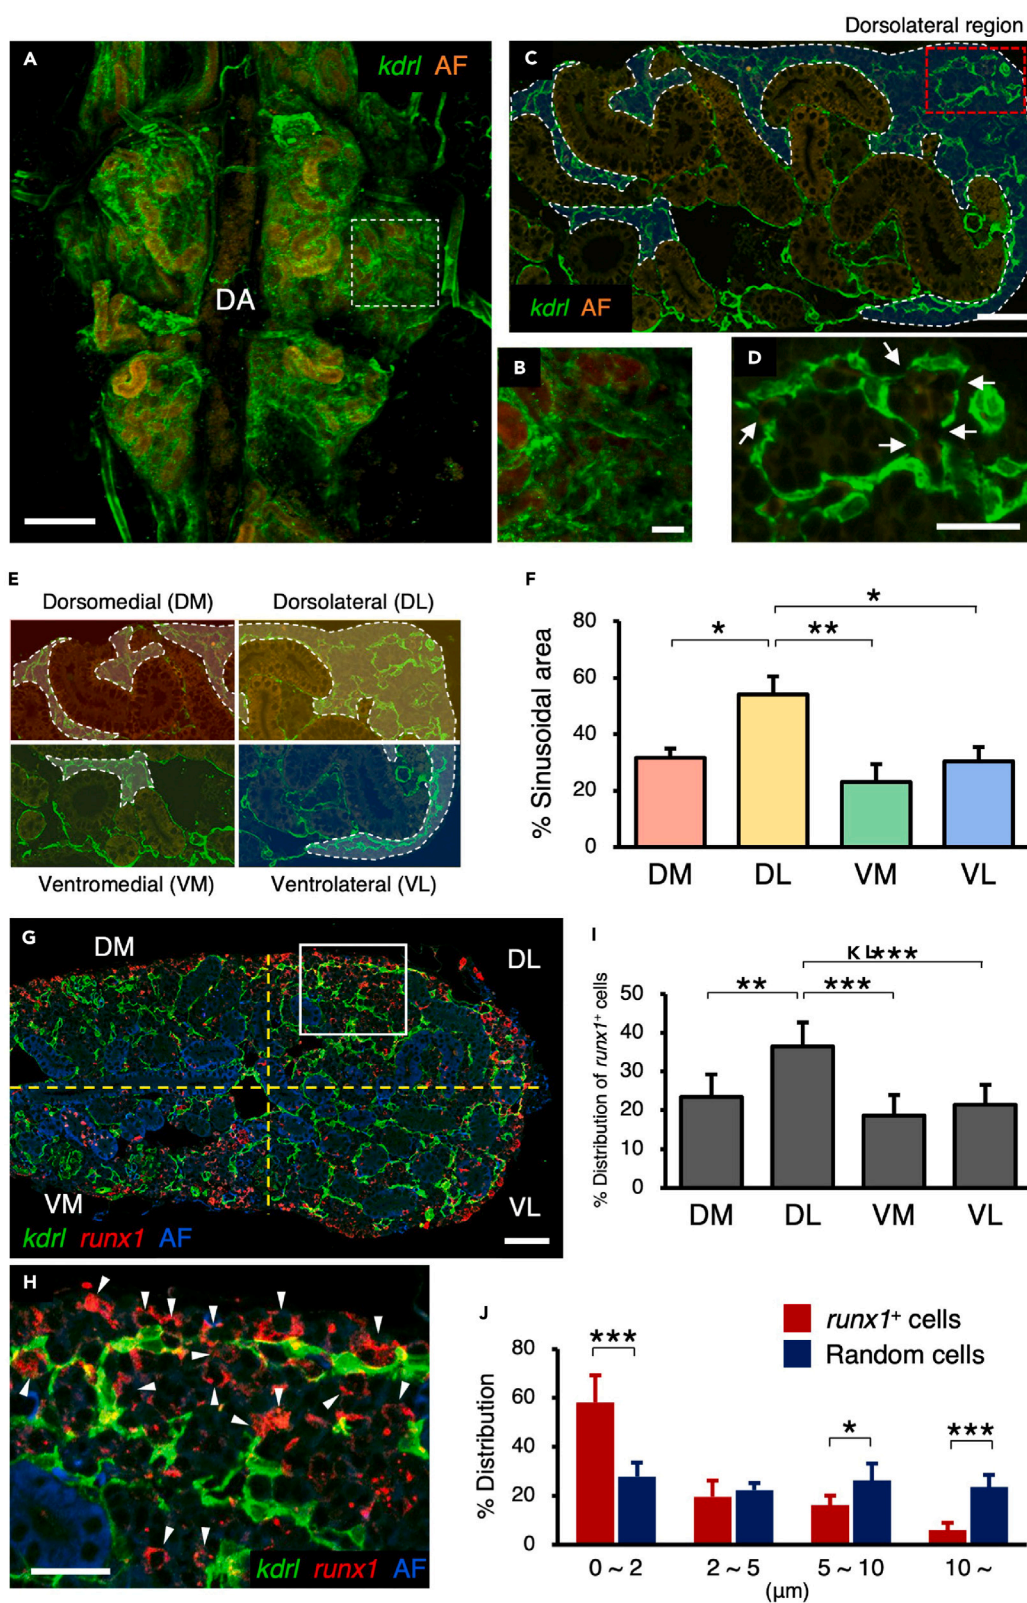 Dorsolateral region
A
kdrl AF
DA
C
kdrl AF
B
D
E
Dorsomedial (DM)
Dorsolateral (DL)
Ventromedial (VM)
Ventrolateral (VL)
F
% Sinusoidal area
80
60
40
20
0
*
**
*
DM
DL
VM
VL
G
DM
DL
VM
VL
kdrl runx1 AF
H
kdrl runx1 AF
I
% Distribution of runx1+ cells
50
40
30
20
10
0
**
***
K L***
DM
DL
VM
VL
J
runx1+ cells
Random cells
% Distribution
80
60
40
20
0
***
*
***
0 ~ 2
2 ~ 5
5 ~ 10
10 ~
(μm)